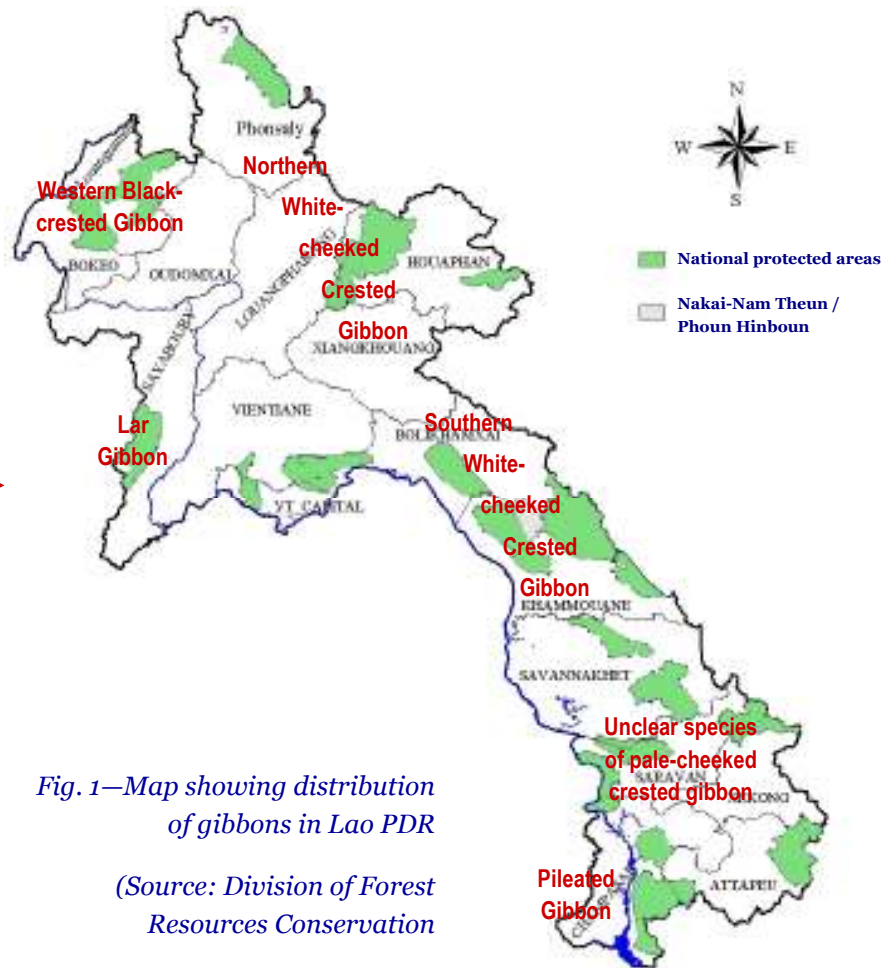 N
W E
S
Phonsaly
Northern
White-
cheeked
Crested
Gibbon
Western Black-
crested Gibbon
BOKEO
OUDOMXAI
LOUANGPHABANG
HOUAPHAN
XIANGKHOUANG
SAYABOURY
VIENTIANE
Lar
Gibbon
VT_CAPITAL
BOLIKHAMXAI
Southern
White-
cheeked
Crested
Gibbon
KHAMMOUANE
SAVANNAKHET
Unclear species
of pale-cheeked
crested gibbon
SARAVAN
Pileated
Gibbon
ATTAPEU
National protected areas
Nakai-Nam Theun /
Phoun Hinboun
Fig. 1—Map showing distribution
of gibbons in Lao PDR
(Source: Division of Forest
Resources Conservation